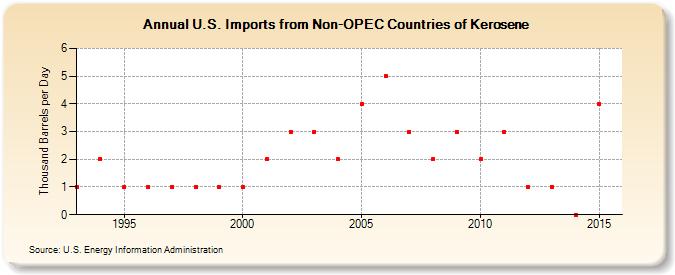 Annual U.S. Imports from Non-OPEC Countries of Kerosene
Thousand Barrels per Day
6
5
4
3
2
1
0
1995 2000 2005 2010 2015
Source: U.S. Energy Information Administration